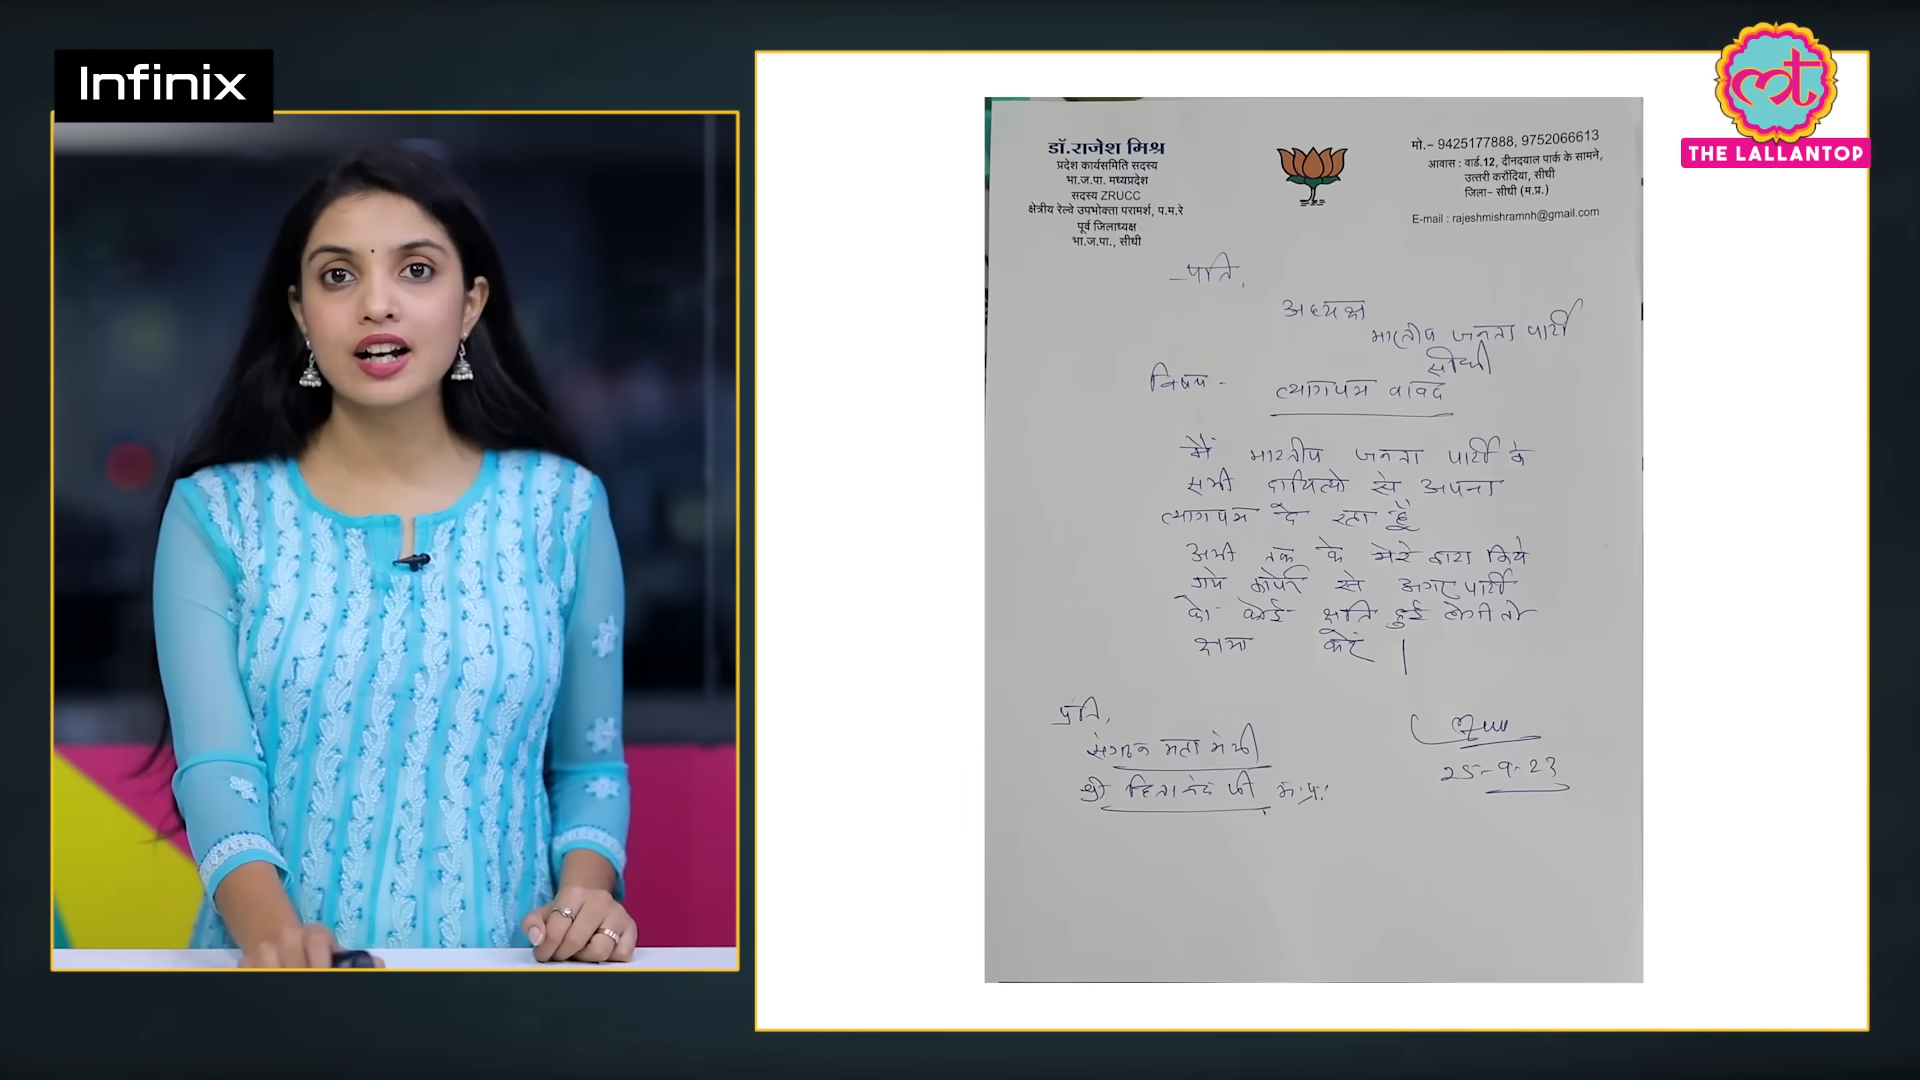 Infinix
THE LALLANTOP
डॉ.राजेश मिश्र
प्रदेश कार्यसमिति सदस्य
भा.ज.पा. मध्यप्रदेश
सदस्य ZRUCC
क्षेत्रीय रेल्वे उपभोक्ता परामर्श, प.म.रे
पूर्व जिलाध्यक्ष
भा.ज.पा., सीधी
मो.- 9425177888, 9752066613
आवास : वार्ड.12, दीनदयाल पार्क के सामने,
उत्तरी करौंदिया, सीधी
जिला- सीधी (म.प्र.)
E-mail : rajeshmishramnh@gmail.com
प्रति,
अध्यक्ष
भारतीय जनता पार्टी
सीधी
विषय - त्यागपत्र वावद
मैं भारतीय जनता पार्टी के
सभी दायित्वो से अपना
त्यागपत्र दे रहा हूँ
अभी तक के मेरे द्वारा किये
गये कार्यो से अगर पार्टी
को कोई क्षति हुई होगी तो
क्षमा करें |
प्रति,
संगठन महा मंत्री
श्री हितानंद जी म.प्र.
25-9-23